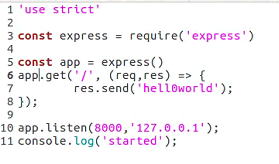 1 'use strict'
2
3 const express = require('express')
4
5 const app = express()
6 app.get('/', (req,res) => {
7         res.send('hell0world');
8 });
9
10 app.listen(8000,'127.0.0.1');
11 console.log('started');